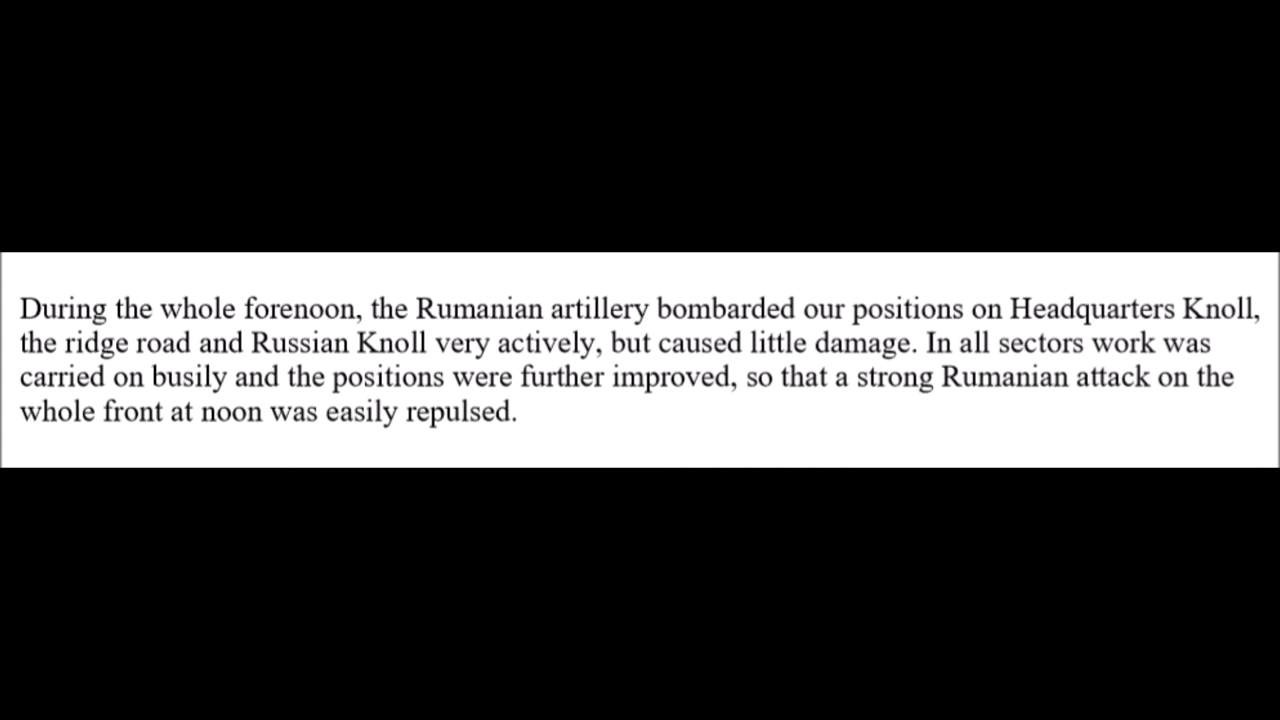 During the whole forenoon, the Rumanian artillery bombarded our positions on Headquarters Knoll,
the ridge road and Russian Knoll very actively, but caused little damage. In all sectors work was
carried on busily and the positions were further improved, so that a strong Rumanian attack on the
whole front at noon was easily repulsed.